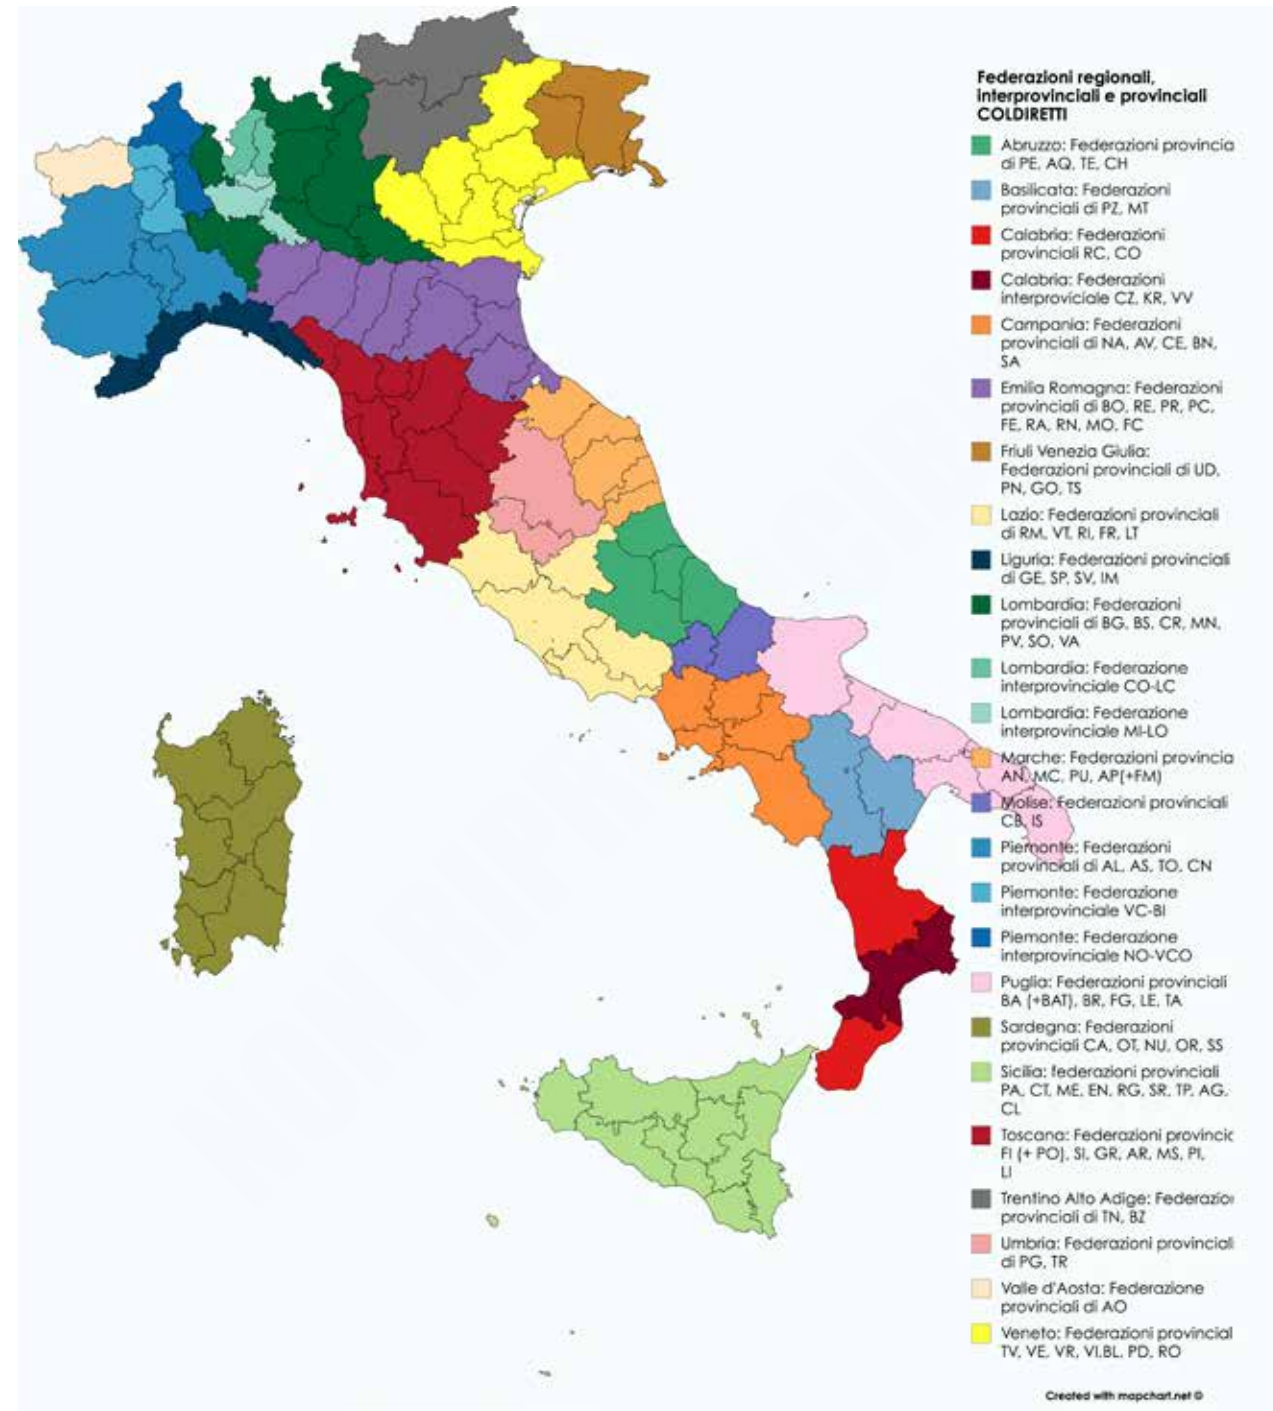 Federazioni regionali,
interprovinciali e provinciali
COLDIRETTI
Abruzzo: Federazioni provincia
di PE, AQ, TE, CH
Basilicata: Federazioni
provinciali di PZ, MT
Calabria: Federazioni
provinciali RC, CO
Calabria: Federazioni
interproviciale CZ, KR, VV
Campania: Federazioni
provinciali di NA, AV, CE, BN,
SA
Emilia Romagna: Federazioni
provinciali di BO, RE, PR, PC,
FE, RA, RN, MO, FC
Friuli Venezia Giulia:
Federazioni provinciali di UD,
PN, GO, TS
Lazio: Federazioni provinciali
di RM, VT, RI, FR, LT
Liguria: Federazioni provinciali
di GE, SP, SV, IM
Lombardia: Federazioni
provinciali di BG, BS, CR, MN,
PV, SO, VA
Lombardia: Federazione
interprovinciale CO-LC
Lombardia: Federazione
interprovinciale MI-LO
Marche: Federazioni provincia
AN, MC, PU, AP(+FM)
Molise: Federazioni provinciali
CB, IS
Piemonte: Federazioni
provinciali di AL, AS, TO, CN
Piemonte: Federazione
interprovinciale VC-BI
Piemonte: Federazione
interprovinciale NO-VCO
Puglia: Federazioni provinciali
BA (+BAT), BR, FG, LE, TA
Sardegna: Federazioni
provinciali CA, OT, NU, OR, SS
Sicilia: federazioni provinciali
PA, CT, ME, EN, RG, SR, TP, AG,
CL
Toscana: Federazioni provinc
FI (+ PO), SI, GR, AR, MS, PI,
LI
Trentino Alto Adige: Federazio
provinciali di TN, BZ
Umbria: Federazioni provinciali
di PG, TR
Valle d'Aosta: Federazione
provinciali di AO
Veneto: Federazioni provincial
TV, VE, VR, VI.BL, PD, RO
Created with mapchart.net ©